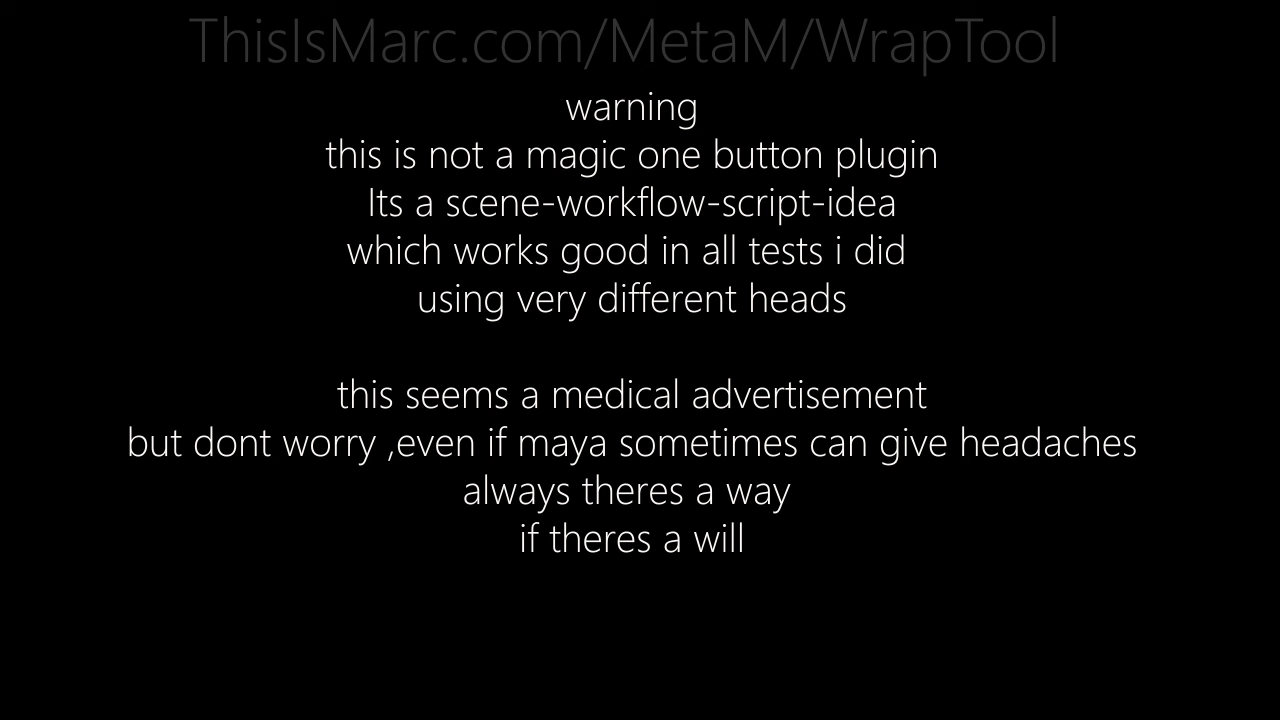 ThisIsMarc.com/MetaM/WrapTool
warning
this is not a magic one button plugin
Its a scene-workflow-script-idea
which works good in all tests i did
using very different heads
this seems a medical advertisement
but dont worry ,even if maya sometimes can give headaches
always theres a way
if theres a will